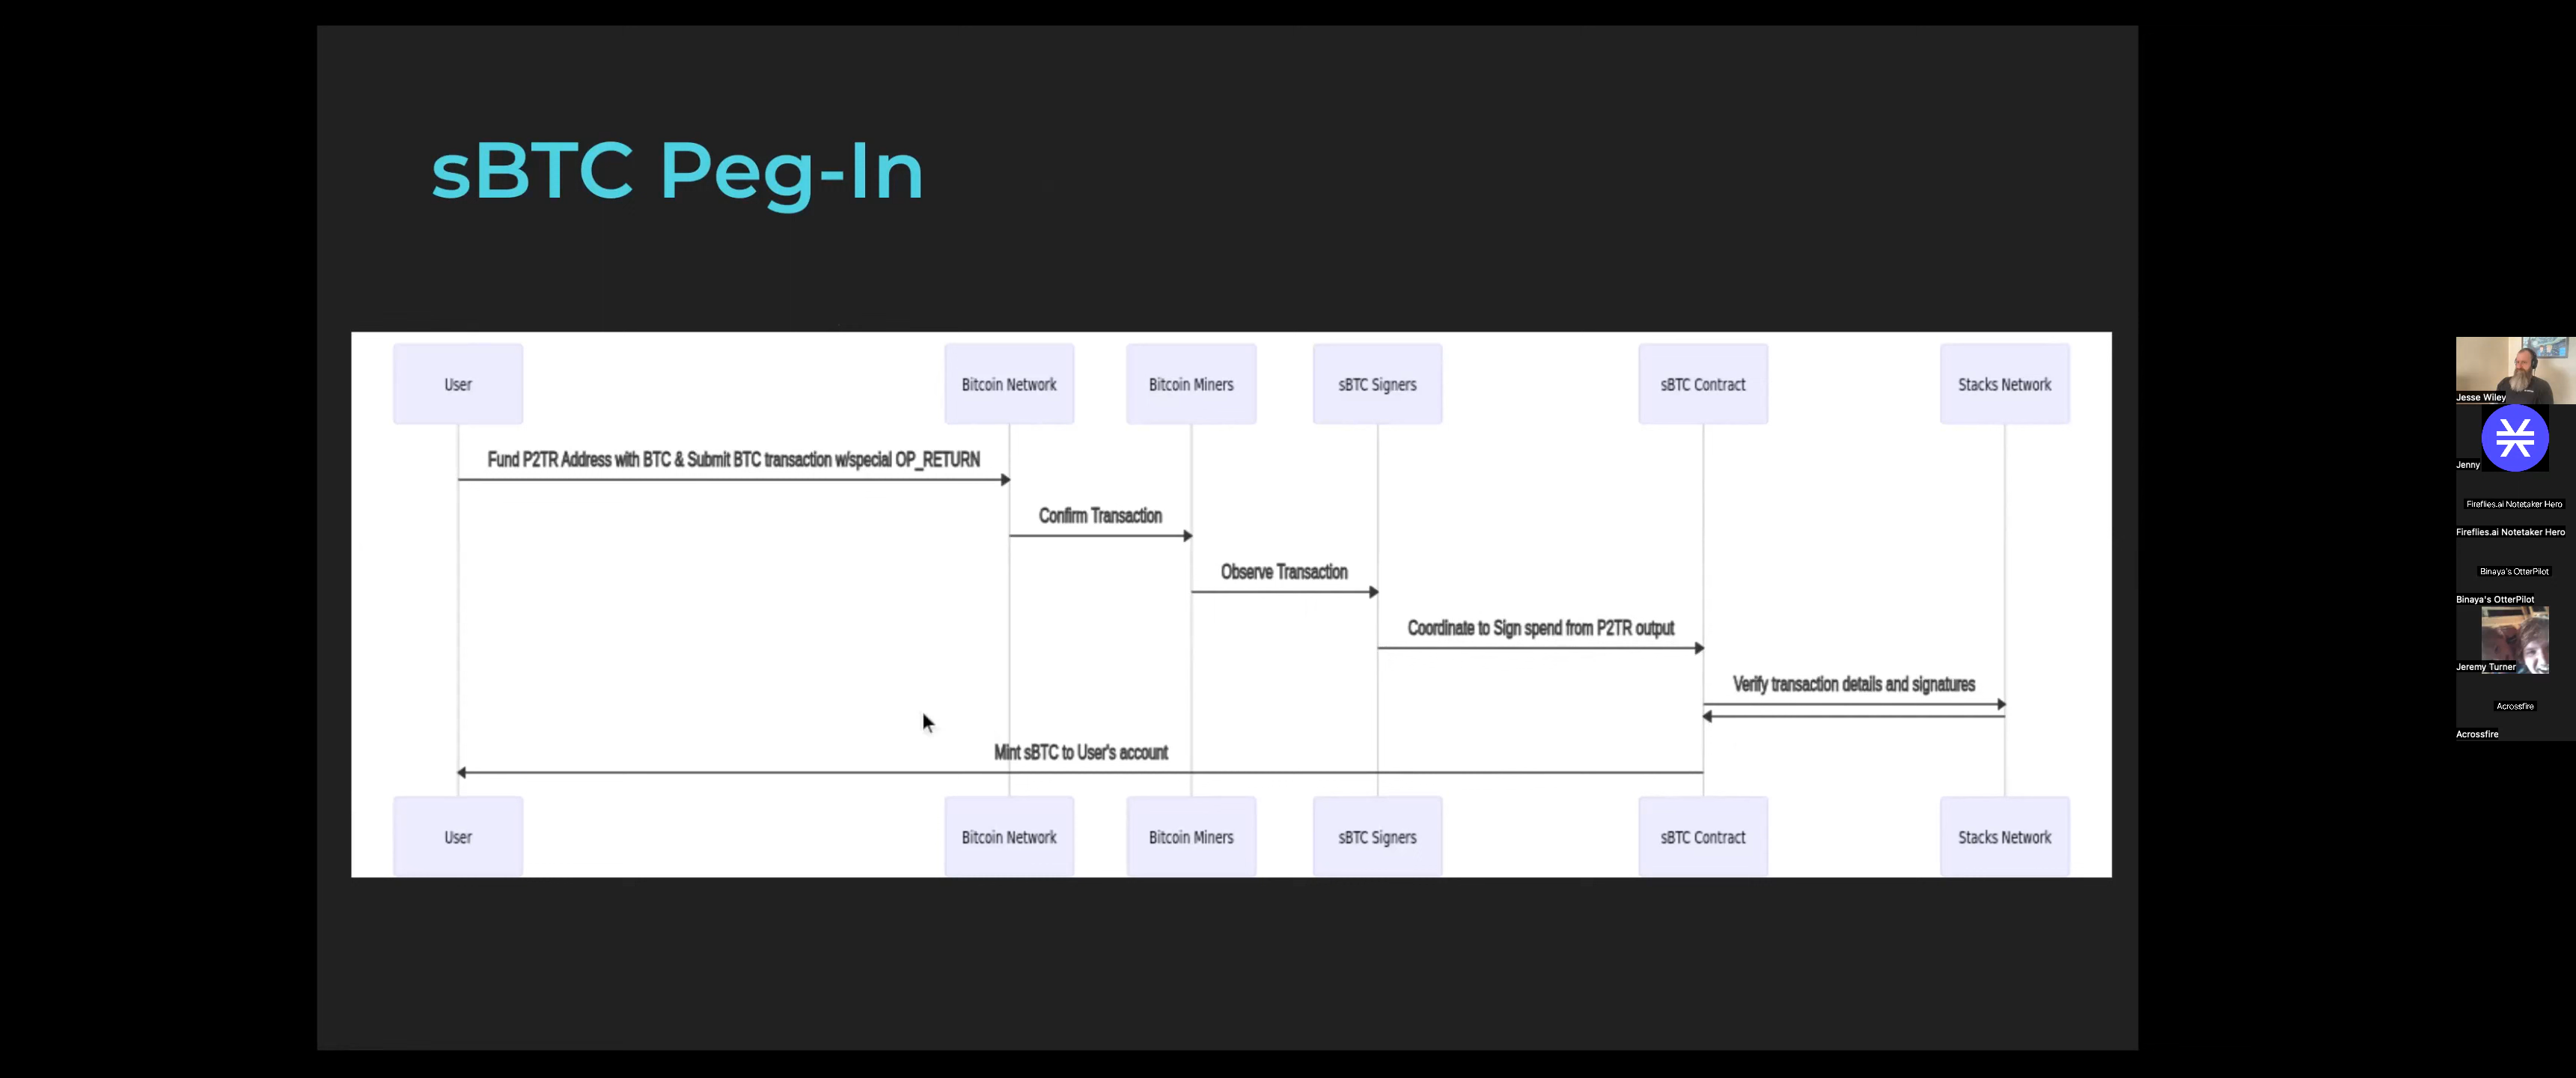 sBTC Peg-In
User
Bitcoin Network
Bitcoin Miners
sBTC Signers
sBTC Contract
Stacks Network
Fund P2TR Address with BTC & Submit BTC transaction w/special OP_RETURN
Confirm Transaction
Observe Transaction
Coordinate to Sign spend from P2TR output
Verify transaction details and signatures
Mint sBTC to User's account
User
Bitcoin Network
Bitcoin Miners
sBTC Signers
sBTC Contract
Stacks Network
Jesse Wiley
Jenny
Fireflies.ai Notetaker Hero
Fireflies.ai Notetaker Hero
Binaya's OtterPilot
Binaya's OtterPilot
Jeremy Turner
Acrossfire
Acrossfire